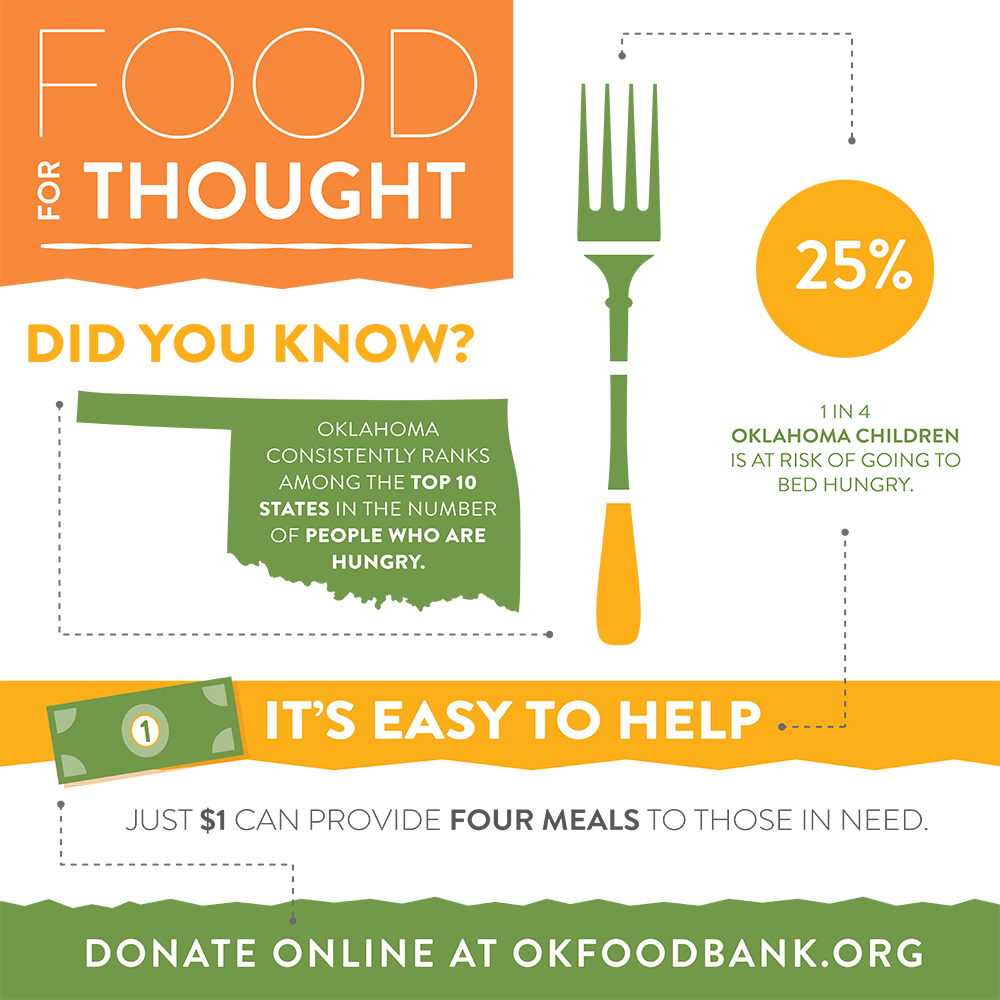 FOOD
FOR THOUGHT
DID YOU KNOW?
OKLAHOMA
CONSISTENTLY RANKS
AMONG THE TOP 10
STATES IN THE NUMBER
OF PEOPLE WHO ARE
HUNGRY.
25%
1 IN 4
OKLAHOMA CHILDREN
IS AT RISK OF GOING TO
BED HUNGRY.
1
IT'S EASY TO HELP
JUST $1 CAN PROVIDE FOUR MEALS TO THOSE IN NEED.
DONATE ONLINE AT OKFOODBANK.ORG